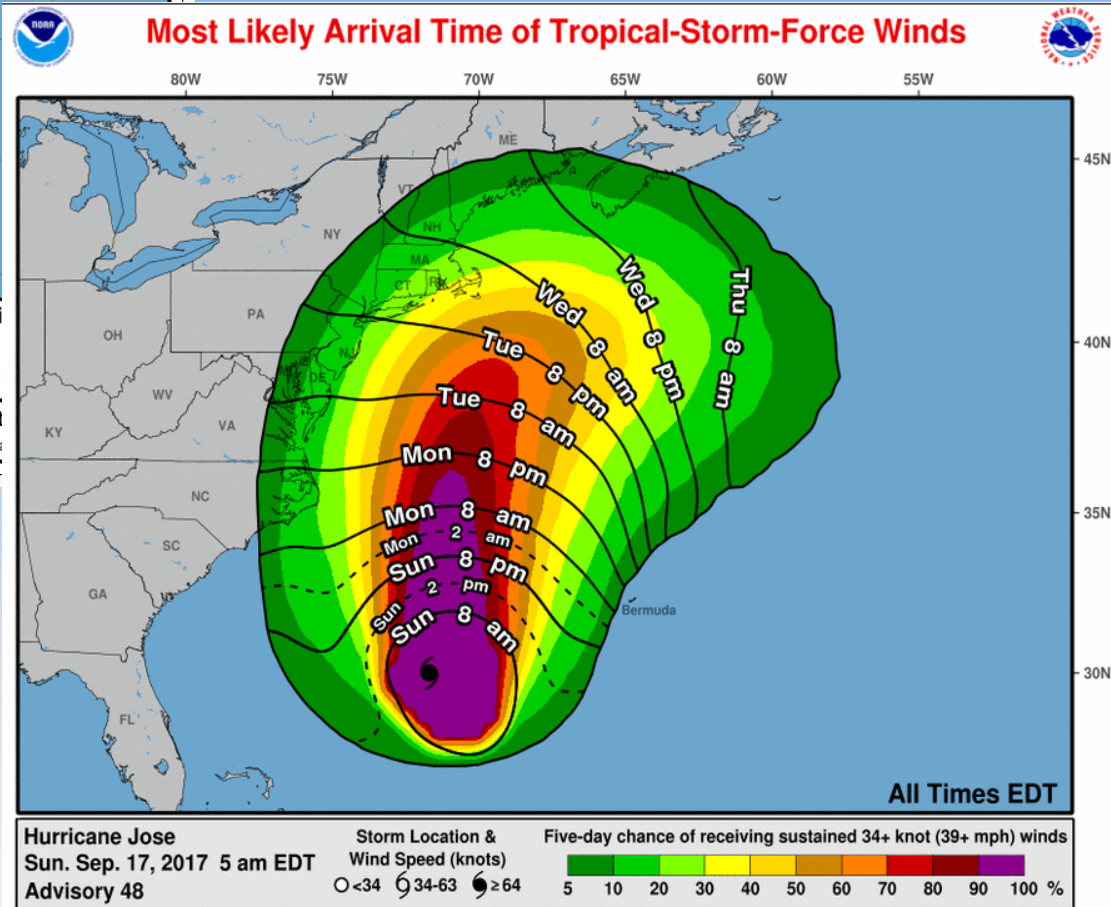 NOAA
Most Likely Arrival Time of Tropical-Storm-Force Winds
80W 75W 70W 65W 60W 55W
ME
45N
VT
NH
NY
MA
CT RI
Wed 8 pm
Thu 8 am
Wed 8 am
PA
OH
Tue 8 pm
NJ
40N
DE
WV
Tue 8 am
VA
KY
Mon 8 pm
NC
Mon 8 am
35N
Mon 2 am
SC
Sun 8 pm
GA
Sun 2 pm
Bermuda
Sun 8 am
30N
FL
All Times EDT
Hurricane Jose
Sun. Sep. 17, 2017 5 am EDT
Advisory 48
Storm Location &
Wind Speed (knots)
<34 34-63 ≥ 64
Five-day chance of receiving sustained 34+ knot (39+ mph) winds
5 10 20 30 40 50 60 70 80 90 100 %